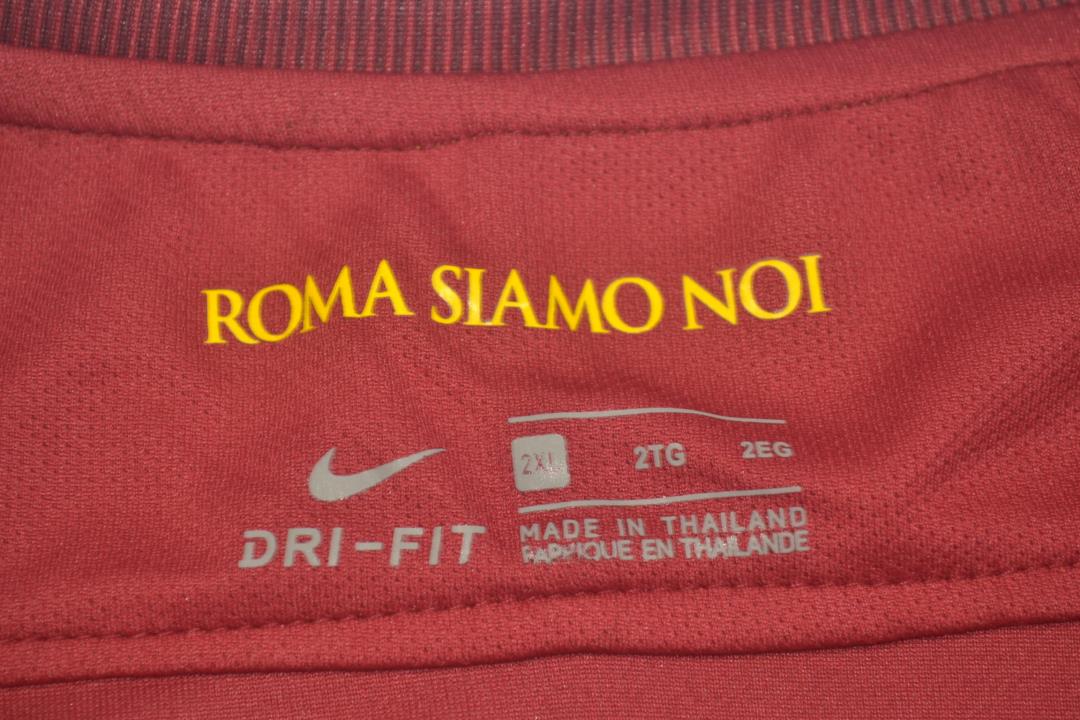 ROMA SIAMO NOI
2XL 2TG 2EG
DRI-FIT
MADE IN THAILAND
FABRIQUE EN THAILANDE